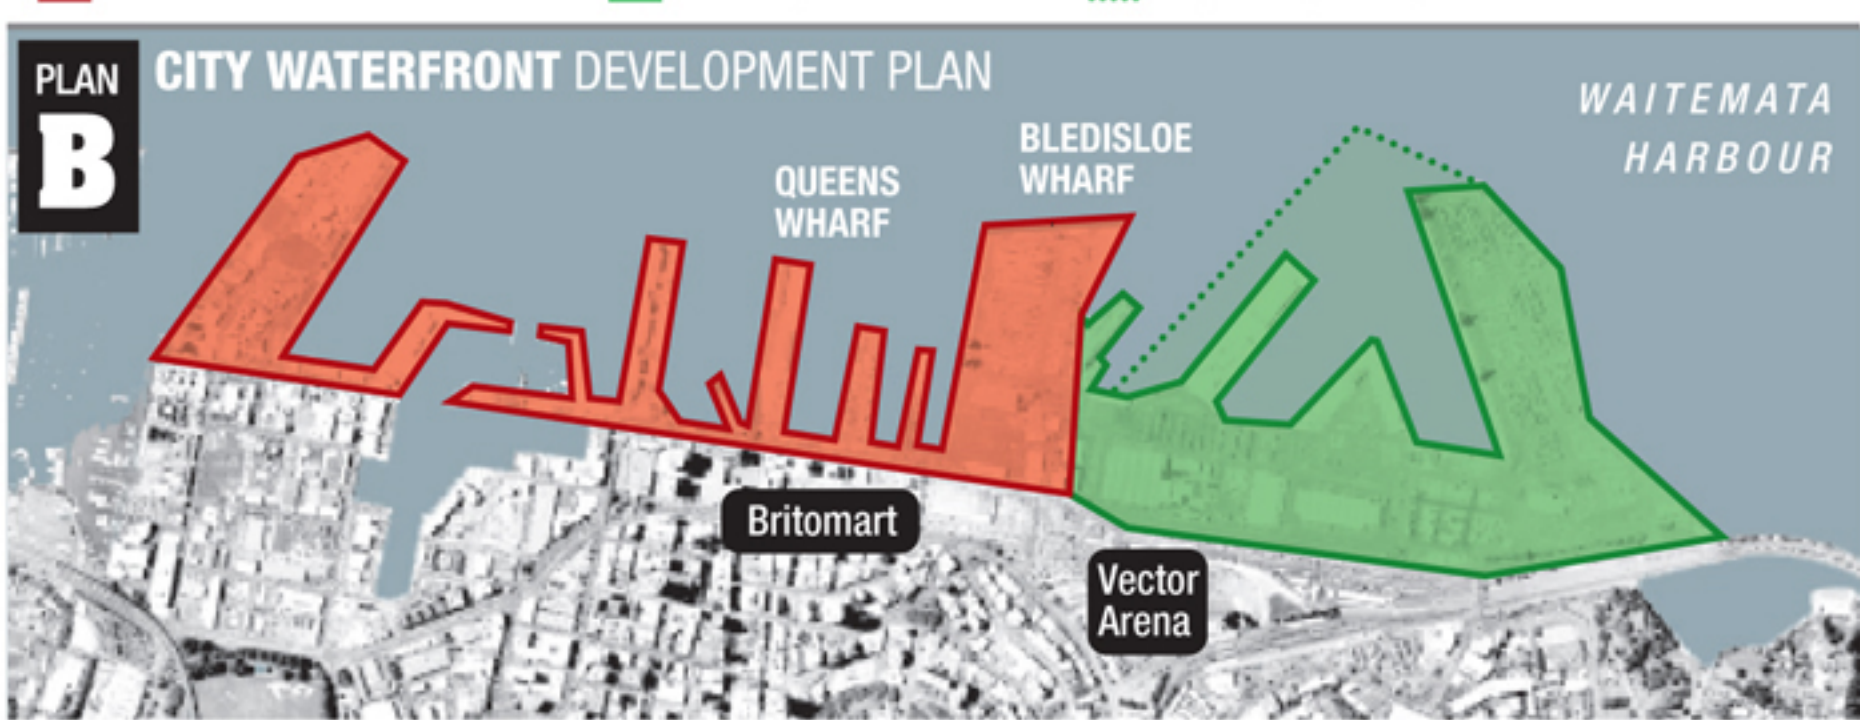 PLAN
B
CITY WATERFRONT DEVELOPMENT PLAN
WAITEMATA
HARBOUR
BLEDISLOE
WHARF
QUEENS
WHARF
Britomart
Vector
Arena